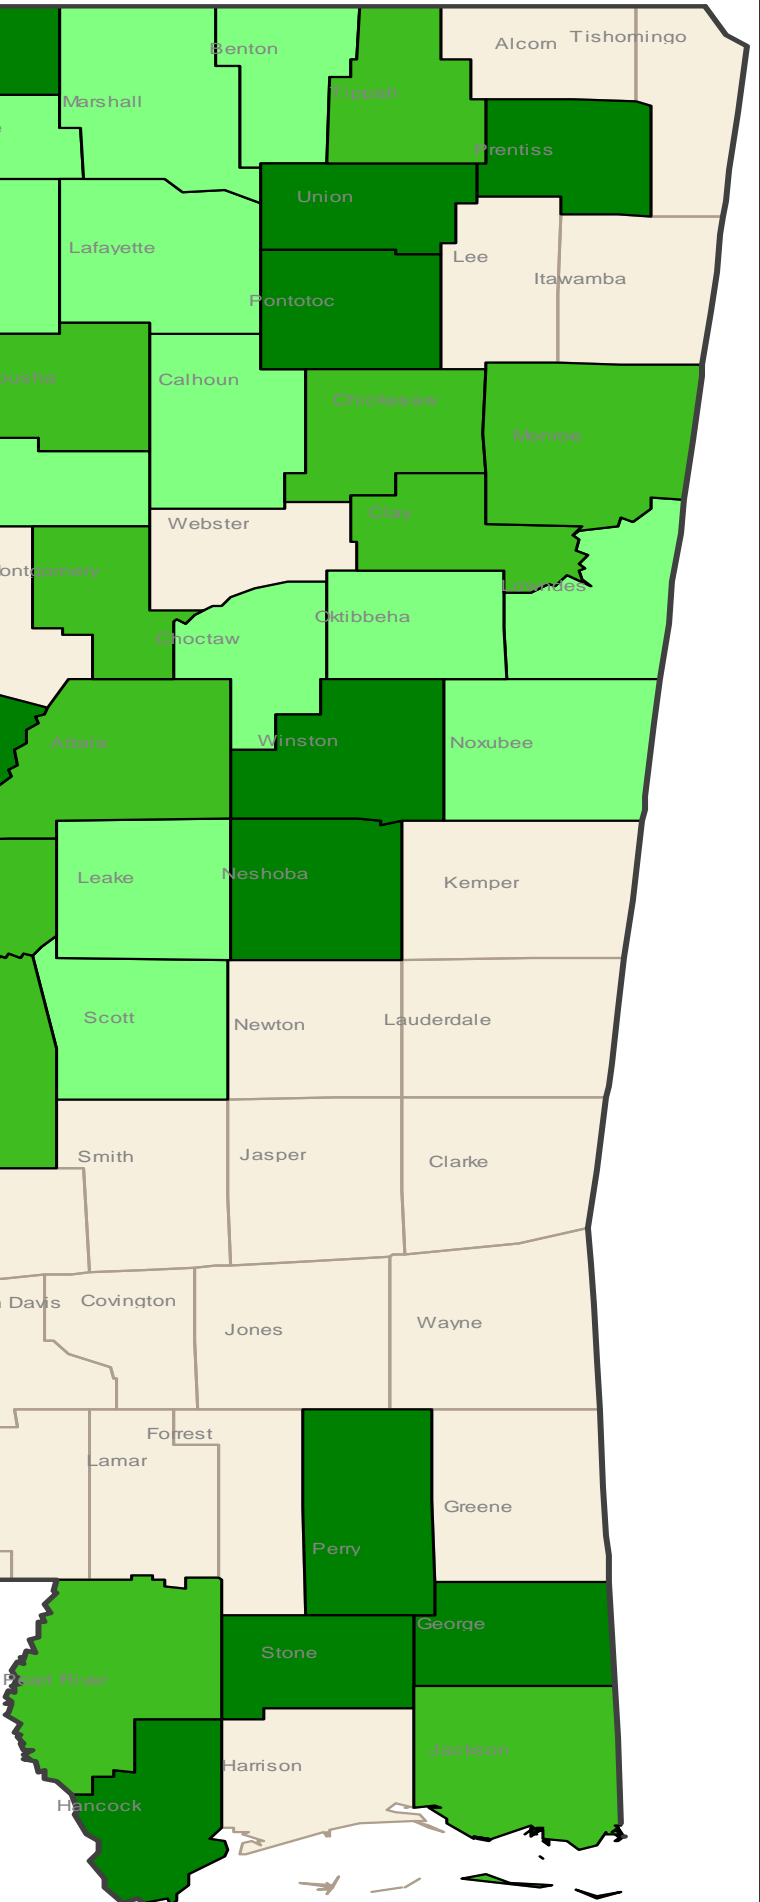 Benton
Alcorn
Tishomingo
Marshall
Tippah
Prentiss
Union
Lafayette
Lee
Itawamba
Pontotoc
Calhoun
Chickasaw
Monroe
Webster
Clay
ontgomery
Lowndes
Choctaw
Oktibbeha
Attala
Winston
Noxubee
Leake
Neshoba
Kemper
Scott
Newton
Lauderdale
Smith
Jasper
Clarke
Davis
Covington
Jones
Wayne
Forrest
Lamar
Greene
Perry
George
Stone
Pearl River
Jackson
Harrison
Hancock